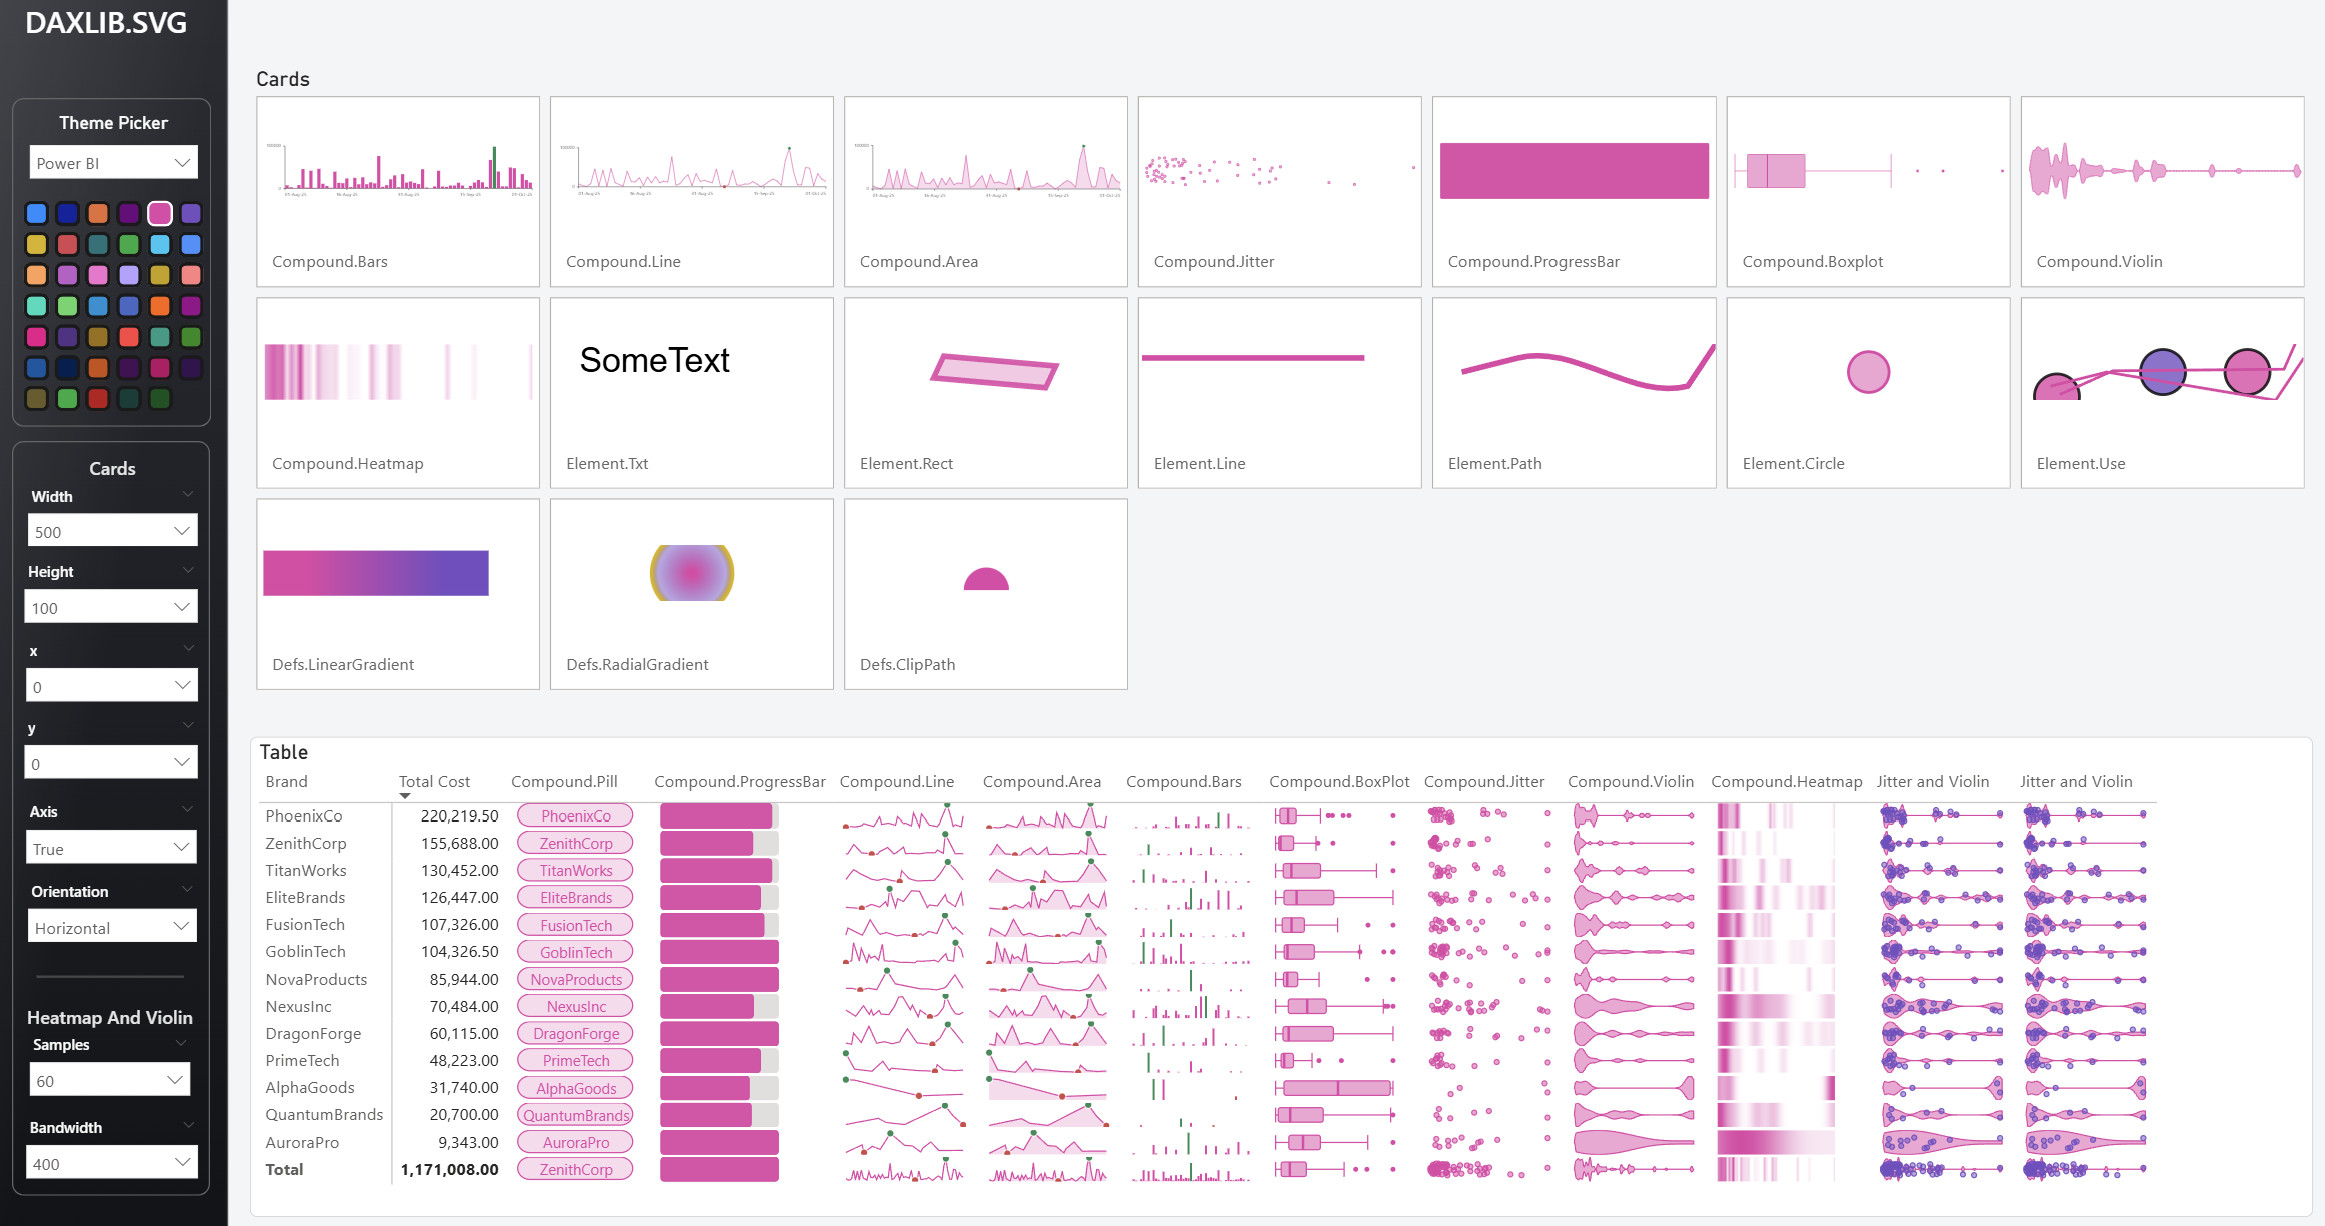 DAXLIB.SVG
Theme Picker
Power BI
Cards
Width
500
Height
100
x
0
y
0
Axis
True
Orientation
Horizontal
Heatmap And Violin
Samples
60
Bandwidth
400
Cards
Compound.Bars
Compound.Line
Compound.Area
Compound.Jitter
Compound.ProgressBar
Compound.Boxplot
Compound.Violin
Compound.Heatmap
SomeText
Element.Txt
Element.Rect
Element.Line
Element.Path
Element.Circle
Element.Use
Defs.LinearGradient
Defs.RadialGradient
Defs.ClipPath
Table
Brand Total Cost Compound.Pill Compound.ProgressBar Compound.Line Compound.Area Compound.Bars Compound.BoxPlot Compound.Jitter Compound.Violin Compound.Heatmap Jitter and Violin Jitter and Violin
PhoenixCo 220,219.50 PhoenixCo
ZenithCorp 155,688.00 ZenithCorp
TitanWorks 130,452.00 TitanWorks
EliteBrands 126,447.00 EliteBrands
FusionTech 107,326.00 FusionTech
GoblinTech 104,326.50 GoblinTech
NovaProducts 85,944.00 NovaProducts
NexusInc 70,484.00 NexusInc
DragonForge 60,115.00 DragonForge
PrimeTech 48,223.00 PrimeTech
AlphaGoods 31,740.00 AlphaGoods
QuantumBrands 20,700.00 QuantumBrands
AuroraPro 9,343.00 AuroraPro
Total 1,171,008.00 ZenithCorp